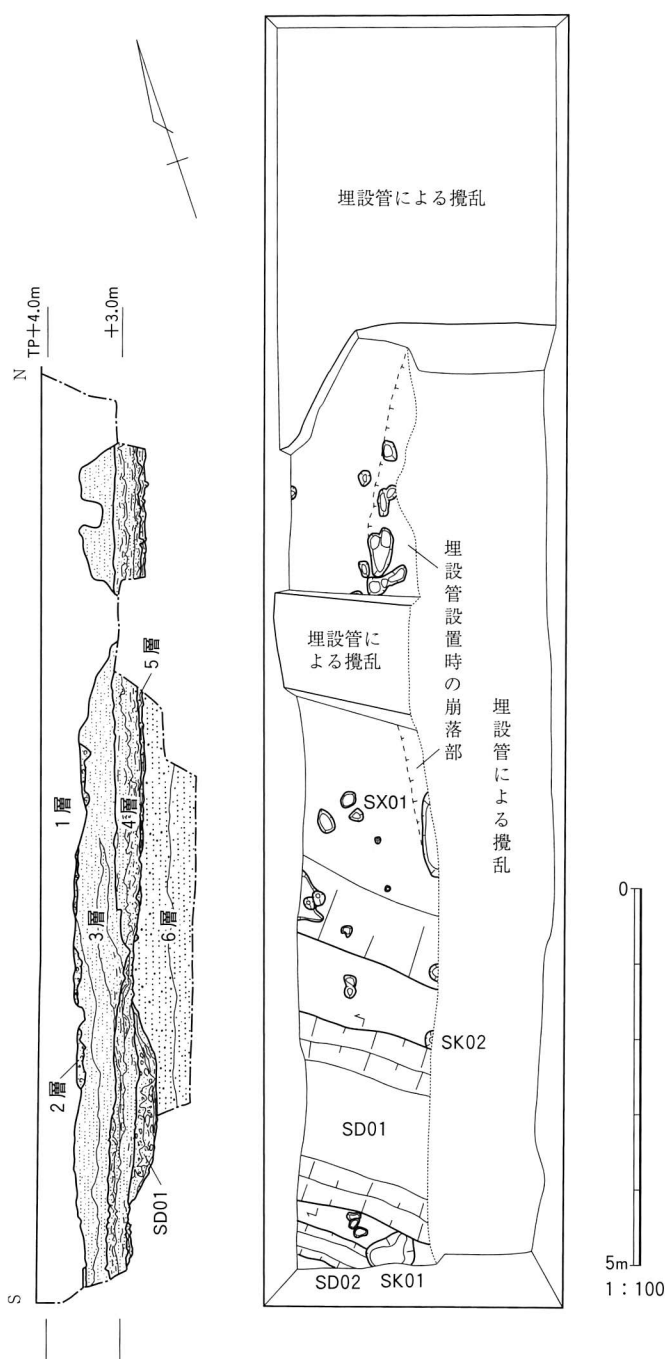 TP+4.0m
+3.0m
N
S
1層
2層
3層
4層
5層
6層
SD01
埋設管による攪乱
埋設管設置時の崩落部
埋設管に
よる攪乱
埋設管による攪乱
SX01
SK02
SD01
SD02
SK01
0
5m
1:100